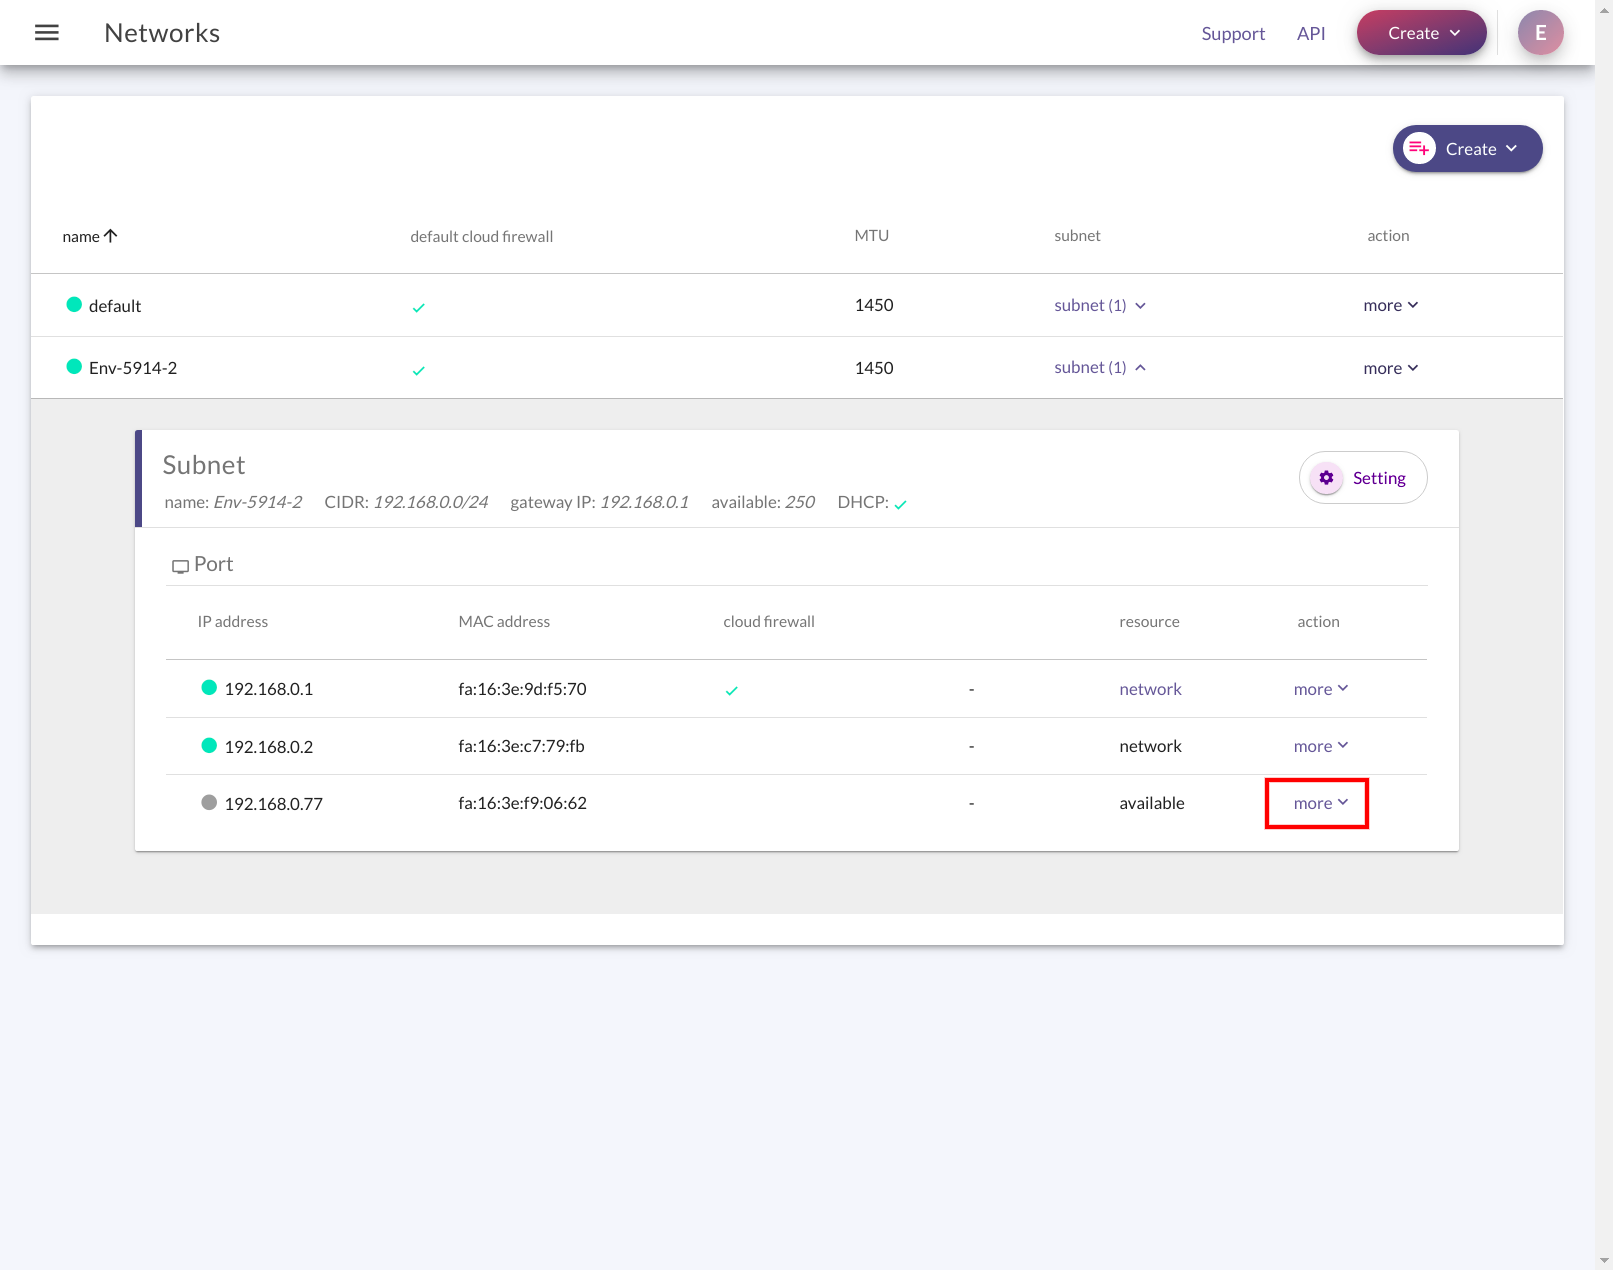 Networks
Support API Create E
Create
name default cloud firewall MTU subnet action
default 1450 subnet (1) more
Env-5914-2 1450 subnet (1) more
Subnet
Setting
name: Env-5914-2 CIDR: 192.168.0.0/24 gateway IP: 192.168.0.1 available: 250 DHCP:
Port
IP address MAC address cloud firewall resource action
192.168.0.1 fa:16:3e:9d:f5:70 - network more
192.168.0.2 fa:16:3e:c7:79:fb - network more
192.168.0.77 fa:16:3e:f9:06:62 - available more